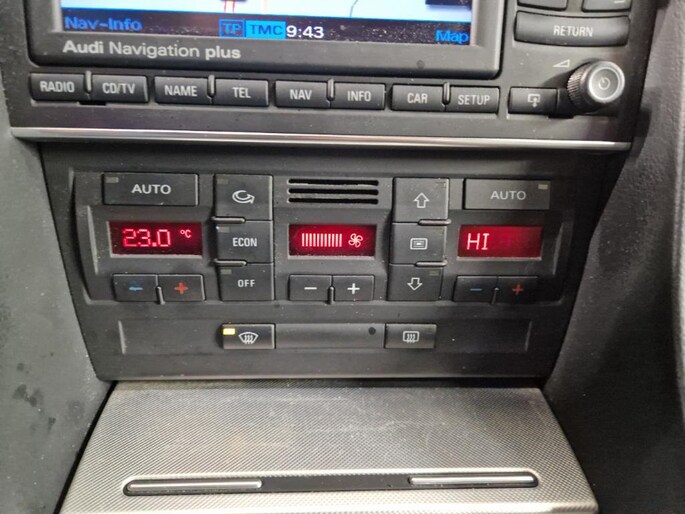 Nav-Info TP TMC 9:43 Map
Audi Navigation plus
RETURN
RADIO CD/TV NAME TEL NAV INFO CAR SETUP
AUTO AUTO
23.0 °C ECON HI
OFF